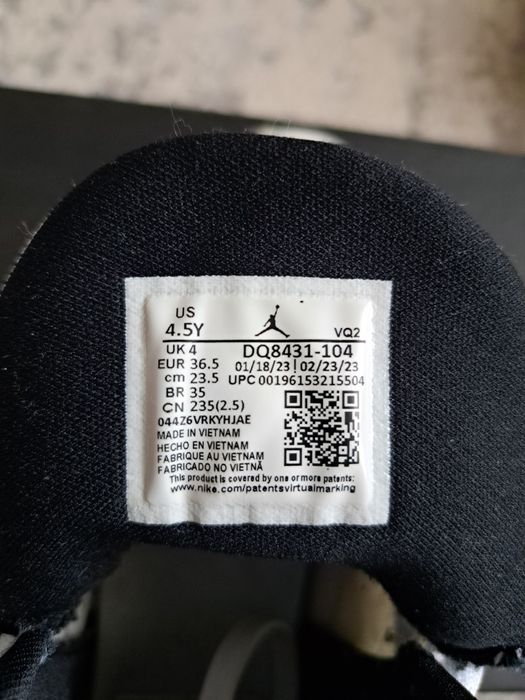 US
4.5Y
VQ2
UK 4
DQ8431-104
EUR 36.5
01/18/23 | 02/23/23
cm 23.5
UPC 00196153215504
BR 35
CN 235(2.5)
044Z6VRKYHJAE
MADE IN VIETNAM
HECHO EN VIETNAM
FABRIQUE AU VIETNAM
FABRICADO NO VIETNÃ
This product is covered by one or more patents:
www.nike.com/patentsvirtualmarking